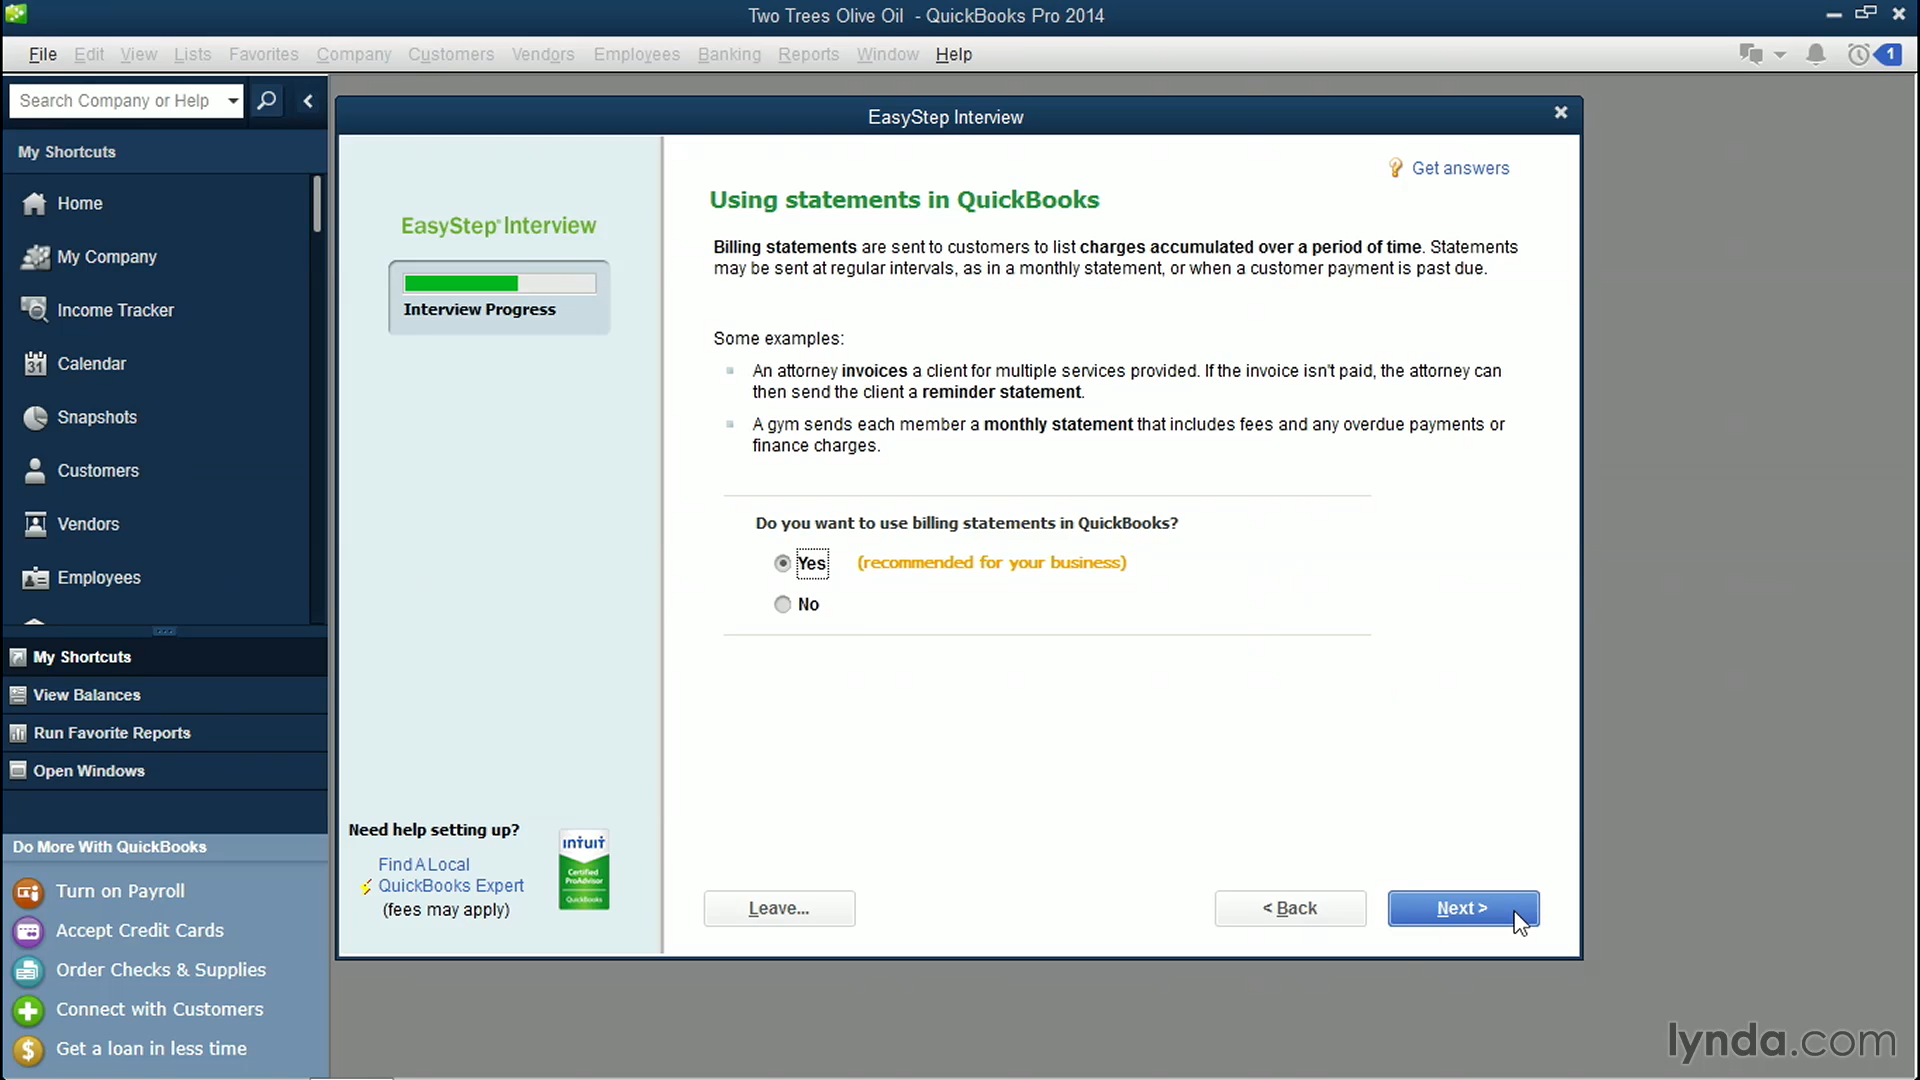 Two Trees Olive Oil - QuickBooks Pro 2014
File Edit View Lists Favorites Company Customers Vendors Employees Banking Reports Window Help
1
Search Company or Help
My Shortcuts
Home
My Company
Income Tracker
31 Calendar
Snapshots
Customers
Vendors
Employees
My Shortcuts
View Balances
Run Favorite Reports
Open Windows
Do More With QuickBooks
Turn on Payroll
Accept Credit Cards
Order Checks & Supplies
Connect with Customers
$ Get a loan in less time
EasyStep Interview
EasyStep® Interview
Interview Progress
Need help setting up?
Find A Local
QuickBooks Expert
(fees may apply)
intuit
Certified
ProAdvisor
QuickBooks
? Get answers
Using statements in QuickBooks
Billing statements are sent to customers to list charges accumulated over a period of time. Statements
may be sent at regular intervals, as in a monthly statement, or when a customer payment is past due.
Some examples:
An attorney invoices a client for multiple services provided. If the invoice isn't paid, the attorney can
then send the client a reminder statement.
A gym sends each member a monthly statement that includes fees and any overdue payments or
finance charges.
Do you want to use billing statements in QuickBooks?
Yes (recommended for your business)
No
Leave... < Back Next >
lynda.com